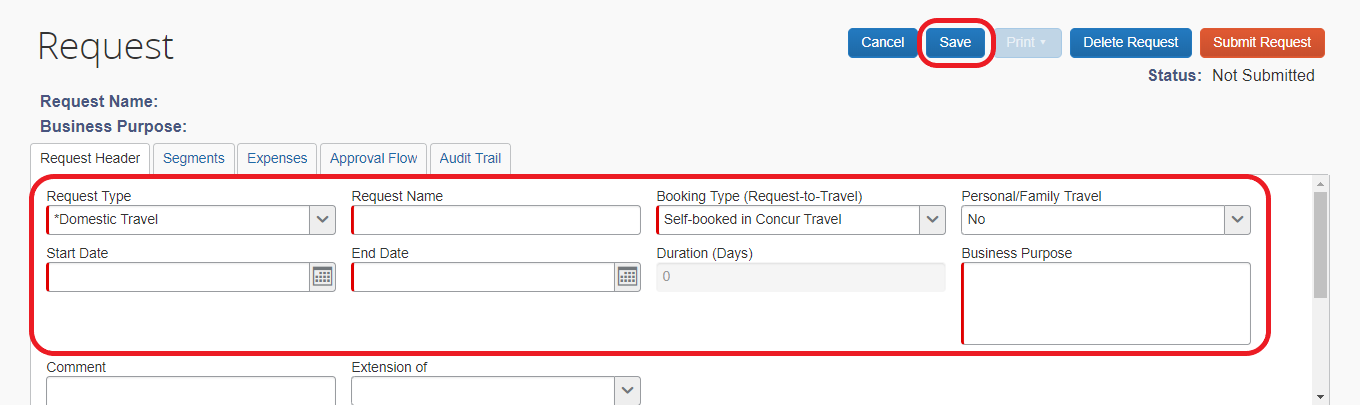 Request
Cancel Save Print Delete Request Submit Request
Status: Not Submitted
Request Name:
Business Purpose:
Request Header Segments Expenses Approval Flow Audit Trail
Request Type Request Name Booking Type (Request-to-Travel) Personal/Family Travel
*Domestic Travel Self-booked in Concur Travel No
Start Date End Date Duration (Days) Business Purpose
0
Comment Extension of